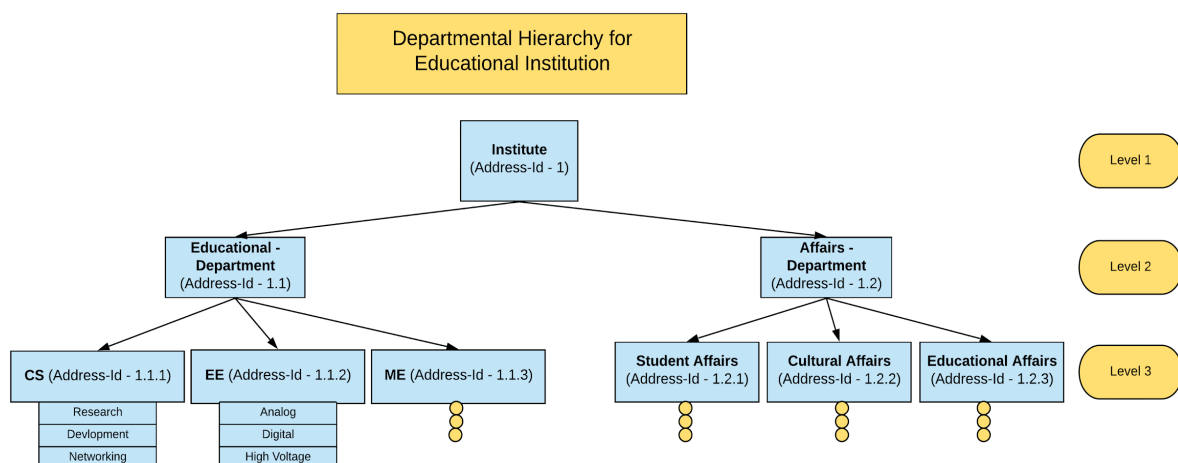 Departmental Hierarchy for
Educational Institution
Institute
(Address-Id - 1)
Level 1
Educational -
Department
(Address-Id - 1.1)
Affairs -
Department
(Address-Id - 1.2)
Level 2
CS (Address-Id - 1.1.1)
EE (Address-Id - 1.1.2)
ME (Address-Id - 1.1.3)
Student Affairs
(Address-Id - 1.2.1)
Cultural Affairs
(Address-Id - 1.2.2)
Educational Affairs
(Address-Id - 1.2.3)
Level 3
Research
Devlopment
Networking
Analog
Digital
High Voltage